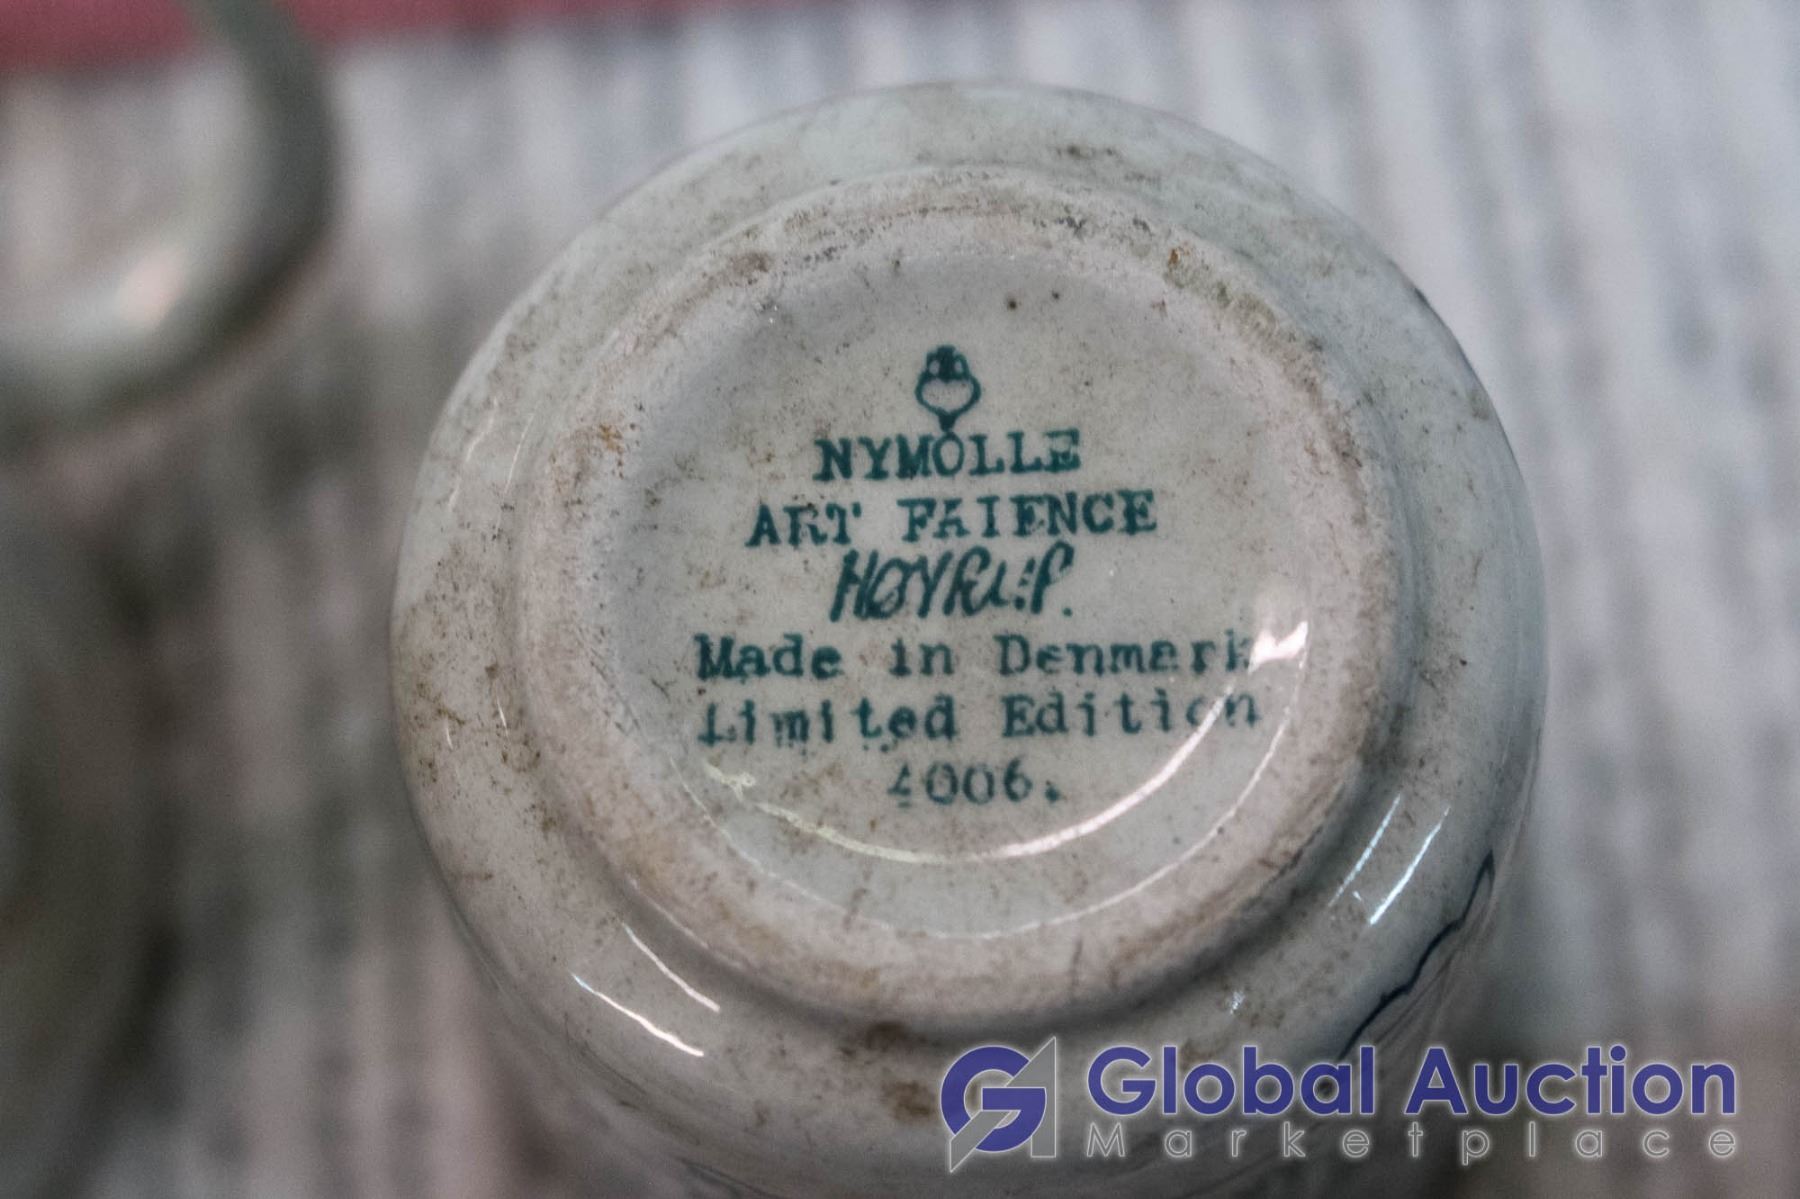 NYMOLLE
ART FAIENCE
HØYRUP.
Made in Denmark
Limited Edition
4006.
Global Auction
Marketplace